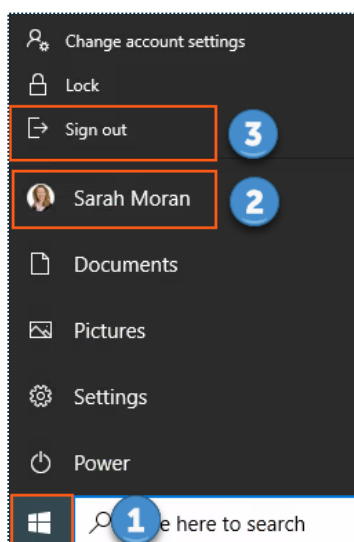 Change account settings
Lock
Sign out
3
Sarah Moran
2
Documents
Pictures
Settings
Power
1
e here to search